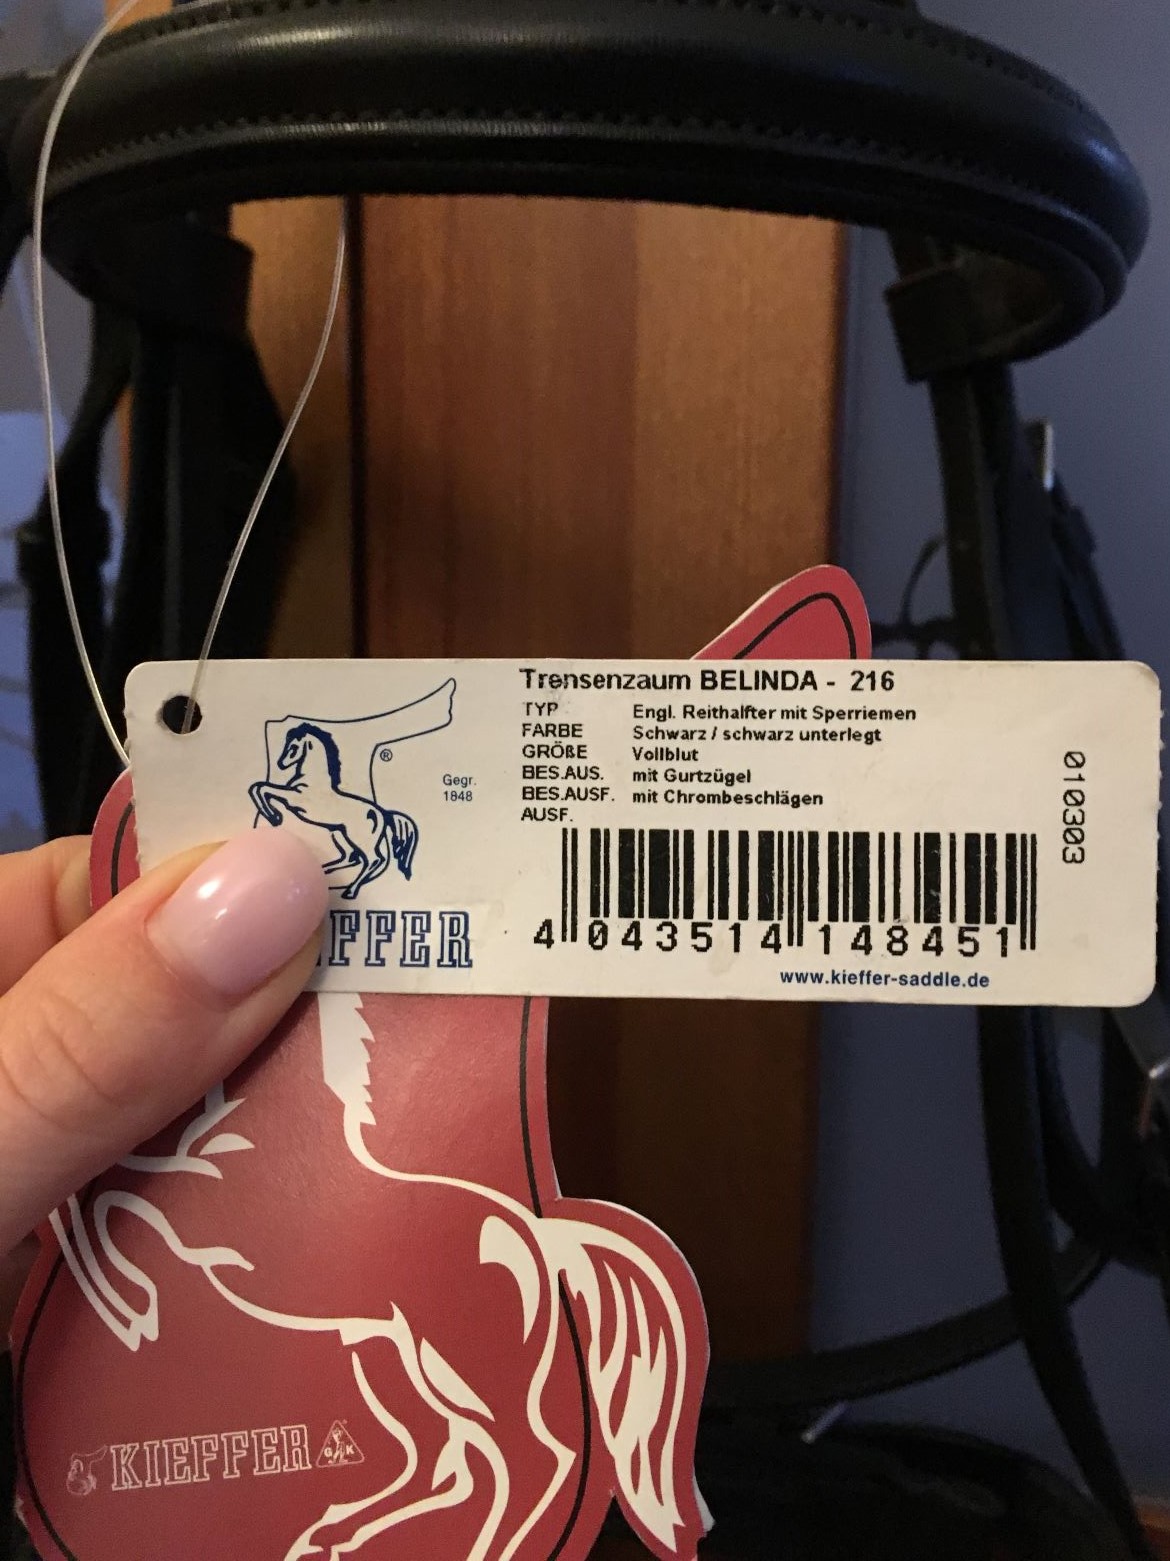 Trensenzaum BELINDA - 216
TYP Engl. Reithalfter mit Sperriemen
FARBE Schwarz / schwarz unterlegt
GRÖßE Vollblut
BES.AUS. mit Gurtzügel
BES.AUSF. mit Chrombeschlägen
AUSF.
®
Gegr.
1848
010303
FFER
4 043514 148451
www.kieffer-saddle.de
KIEFFER G K